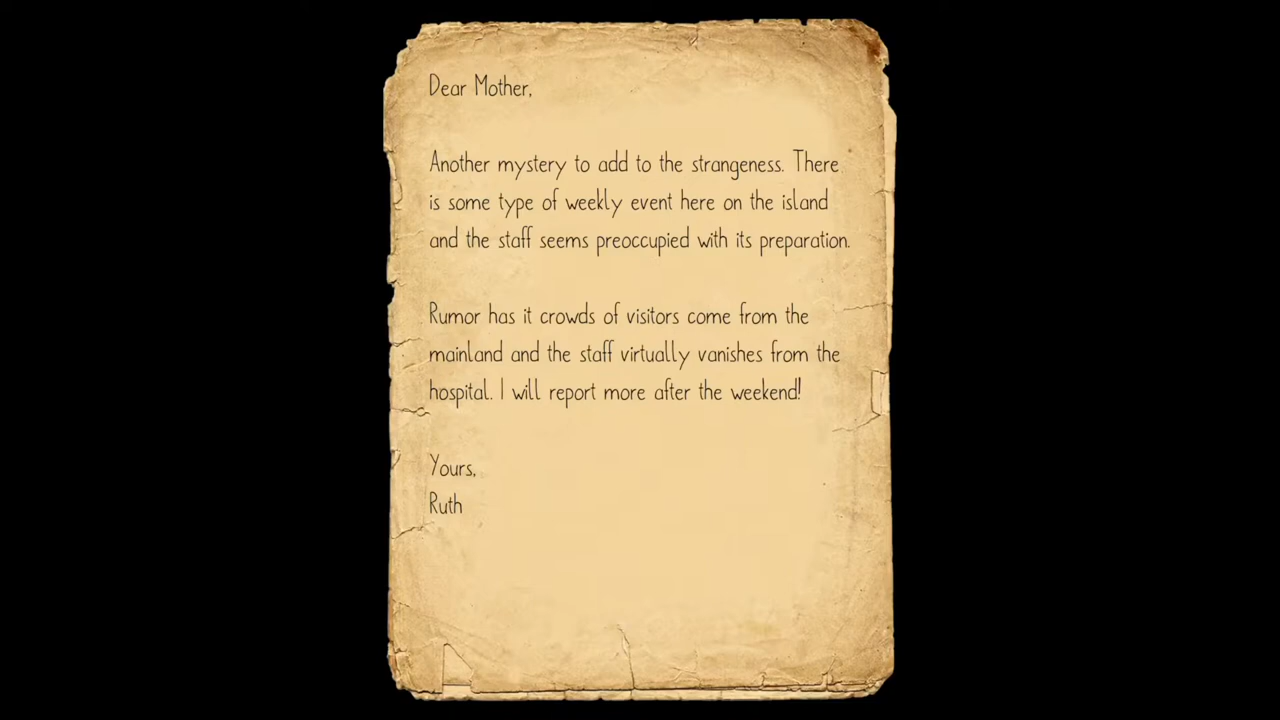 Dear Mother,
Another mystery to add to the strangeness. There
is some type of weekly event here on the island
and the staff seems preoccupied with its preparation.
Rumor has it crowds of visitors come from the
mainland and the staff virtually vanishes from the
hospital. I will report more after the weekend!
Yours,
Ruth